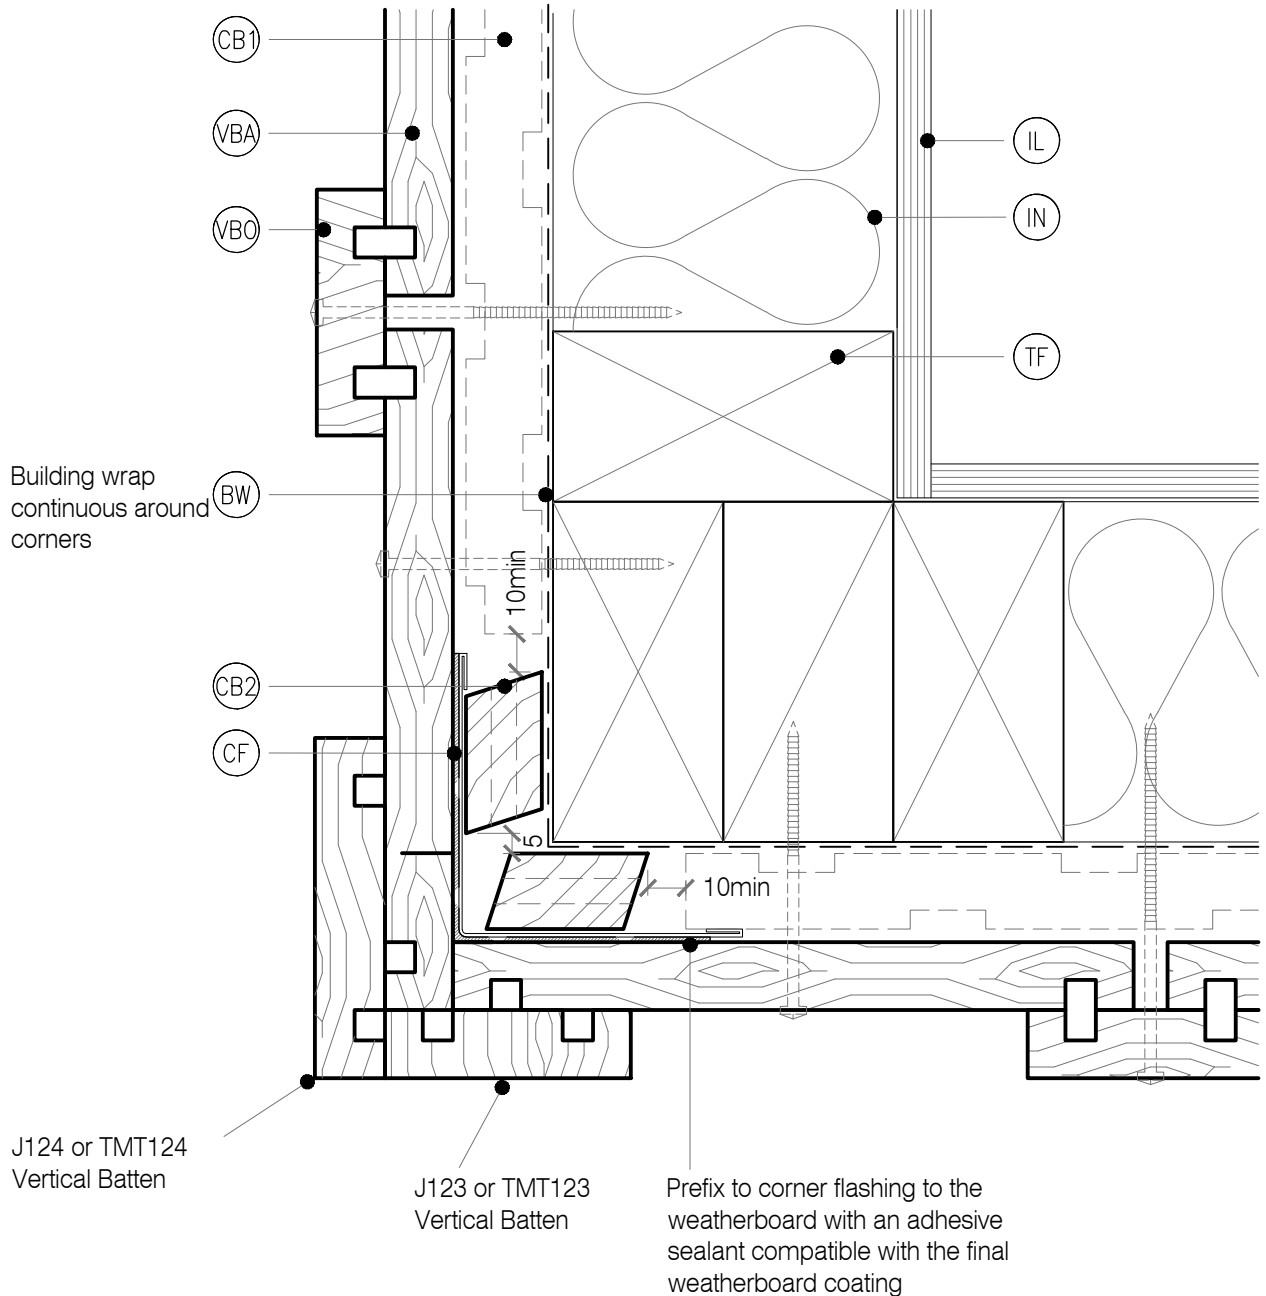 CB1
VBA
IL
IN
VBO
TF
Building wrap
continuous around
corners
BW
10min
CB2
CF
5
10min
J124 or TMT124
Vertical Batten
J123 or TMT123
Vertical Batten
Prefix to corner flashing to the
weatherboard with an adhesive
sealant compatible with the final
weatherboard coating